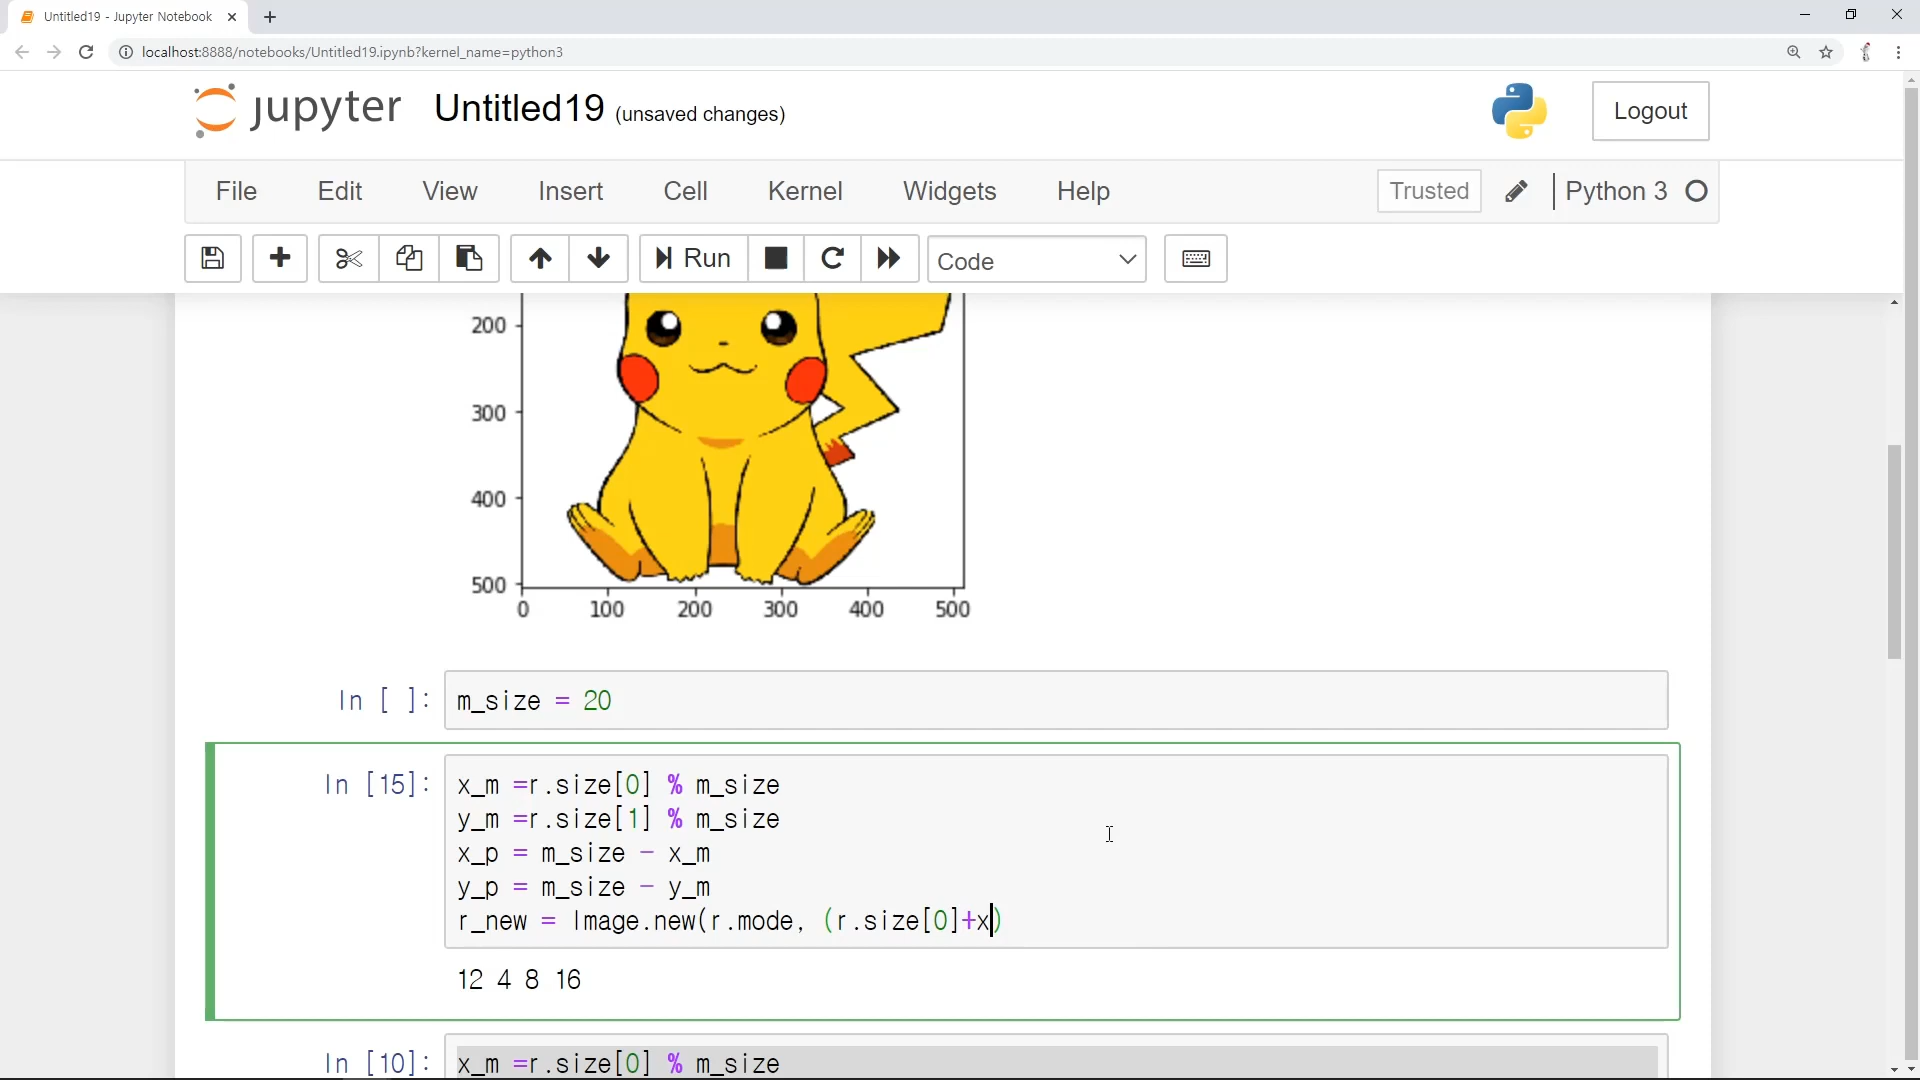 Untitled19 - Jupyter Notebook
localhost:8888/notebooks/Untitled19.ipynb?kernel_name=python3
jupyter Untitled19 (unsaved changes)
Logout
File Edit View Insert Cell Kernel Widgets Help Trusted Python 3
Run Code
200
300
400
500
0 100 200 300 400 500
In [ ]: m_size = 20
In [15]: x_m =r.size[0] % m_size
y_m =r.size[1] % m_size
x_p = m_size - x_m
y_p = m_size - y_m
r_new = Image.new(r.mode, (r.size[0]+x)
12 4 8 16
In [10]: x_m =r.size[0] % m_size